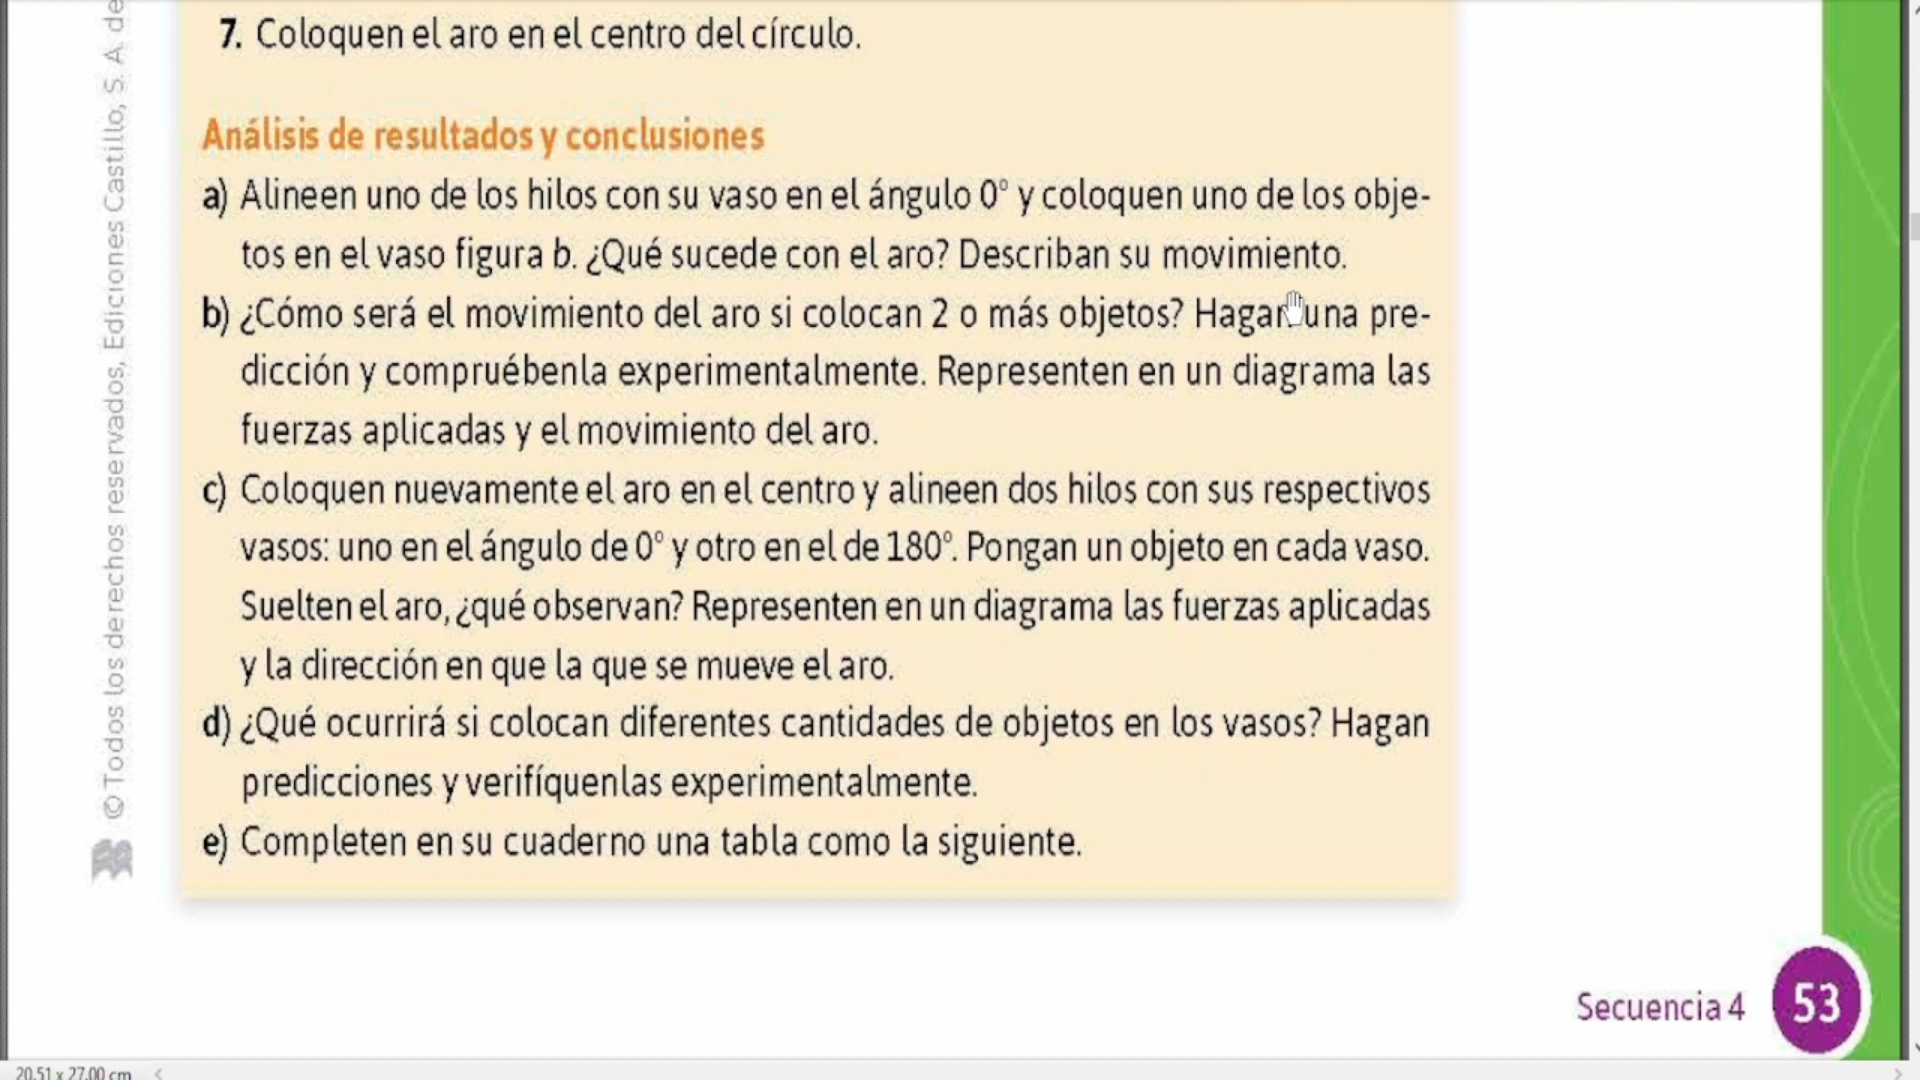 7. Coloquen el aro en el centro del círculo.
Análisis de resultados y conclusiones
a) Alineen uno de los hilos con su vaso en el ángulo 0° y coloquen uno de los obje-
tos en el vaso figura b. ¿Qué sucede con el aro? Describan su movimiento.
b) ¿Cómo será el movimiento del aro si colocan 2 o más objetos? Hagan una pre-
dicción y compruébenla experimentalmente. Representen en un diagrama las
fuerzas aplicadas y el movimiento del aro.
c) Coloquen nuevamente el aro en el centro y alineen dos hilos con sus respectivos
vasos: uno en el ángulo de 0° y otro en el de 180°. Pongan un objeto en cada vaso.
Suelten el aro, ¿qué observan? Representen en un diagrama las fuerzas aplicadas
y la dirección en que la que se mueve el aro.
d) ¿Qué ocurrirá si colocan diferentes cantidades de objetos en los vasos? Hagan
predicciones y verifíquenlas experimentalmente.
e) Completen en su cuaderno una tabla como la siguiente.
© Todos los derechos reservados, Ediciones Castillo, S. A. de
Secuencia 4
53
20.51 x 27.00 cm